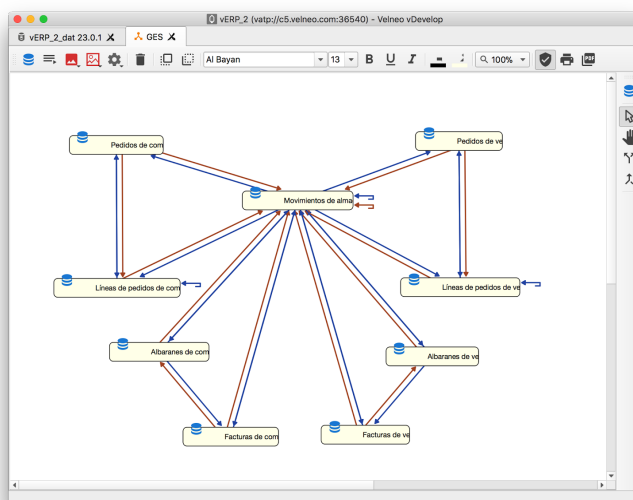 vERP_2 (vatp://c5.velneo.com:36540) - Velneo vDevelop
vERP_2_dat 23.0.1
GES
Al Bayan
13
B U I
100%
PDF
Pedidos de com
Pedidos de ve
Movimientos de alma
Líneas de pedidos de com
Líneas de pedidos de ve
Albaranes de com
Albaranes de ve
Facturas de com
Facturas de ve